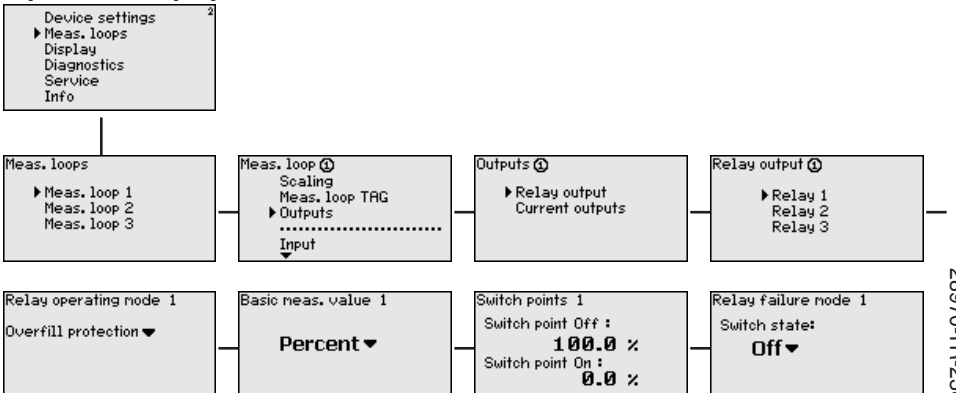 Device settings 2
Meas. loops
Display
Diagnostics
Service
Info
Meas. loops
Meas. loop 1
Meas. loop 2
Meas. loop 3
Meas. loop ①
Scaling
Meas. loop TAG
Outputs
Input
Outputs ①
Relay output
Current outputs
Relay output ①
Relay 1
Relay 2
Relay 3
Relay operating mode 1
Overfill protection
Basic meas. value 1
Percent
Switch points 1
Switch point Off :
100.0 %
Switch point On :
0.0 %
Relay failure mode 1
Switch state:
Off